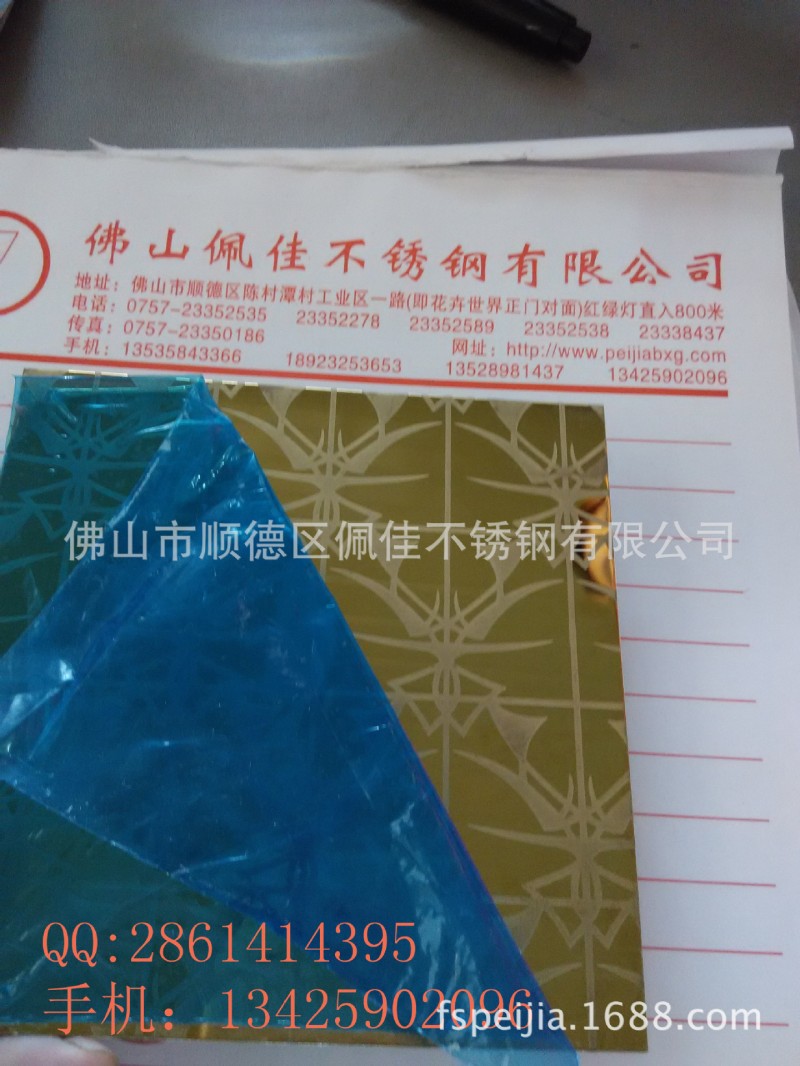 佛山佩佳不锈钢有限公司
地址：佛山市顺德区陈村潭村工业区一路(即花卉世界正门对面)红绿灯直入800米
电话：0757-23352535 23352278 23352589 23352538 23338437
传真：0757-23350186 网址：http://www.peijiabxg.com
手机：13535843366 18923253653 13528981437 13425902096
佛山市顺德区佩佳不锈钢有限公司
QQ:2861414395
手机：13425902096
fspeijia.1688.com